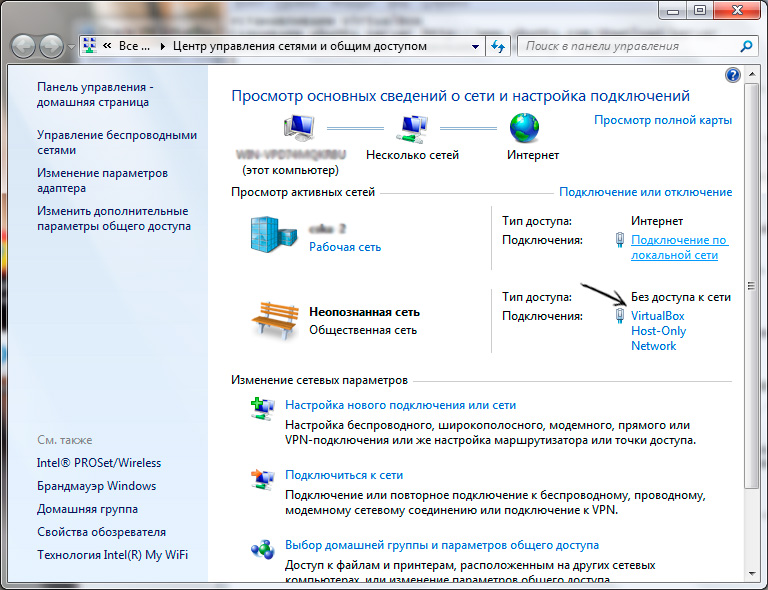 Все ...
Центр управления сетями и общим доступом
Поиск в панели управления
Панель управления -
домашняя страница
Управление беспроводными
сетями
Изменение параметров
адаптера
Изменить дополнительные
параметры общего доступа
См. также
Intel® PROSet/Wireless
Брандмауэр Windows
Домашняя группа
Свойства обозревателя
Технология Intel(R) My WiFi
Просмотр основных сведений о сети и настройка подключений
Просмотр полной карты
Несколько сетей
Интернет
(этот компьютер)
Просмотр активных сетей
Подключение или отключение
Рабочая сеть
Тип доступа:
Интернет
Подключения:
Подключение по
локальной сети
Неопознанная сеть
Общественная сеть
Тип доступа:
Без доступа к сети
Подключения:
VirtualBox
Host-Only
Network
Изменение сетевых параметров
Настройка нового подключения или сети
Настройка беспроводного, широкополосного, модемного, прямого или
VPN-подключения или же настройка маршрутизатора или точки доступа.
Подключиться к сети
Подключение или повторное подключение к беспроводному, проводному,
модемному сетевому соединению или подключение к VPN.
Выбор домашней группы и параметров общего доступа
Доступ к файлам и принтерам, расположенным на других сетевых
компьютерах, или изменение параметров общего доступа.